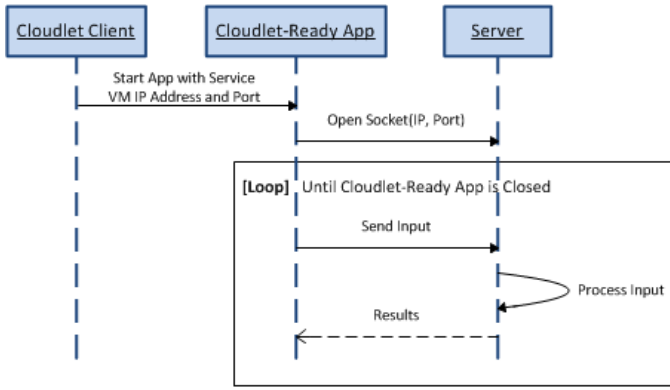 Cloudlet Client
Cloudlet-Ready App
Server
Start App with Service
VM IP Address and Port
Open Socket(IP, Port)
[Loop] Until Cloudlet-Ready App is Closed
Send Input
Process Input
Results